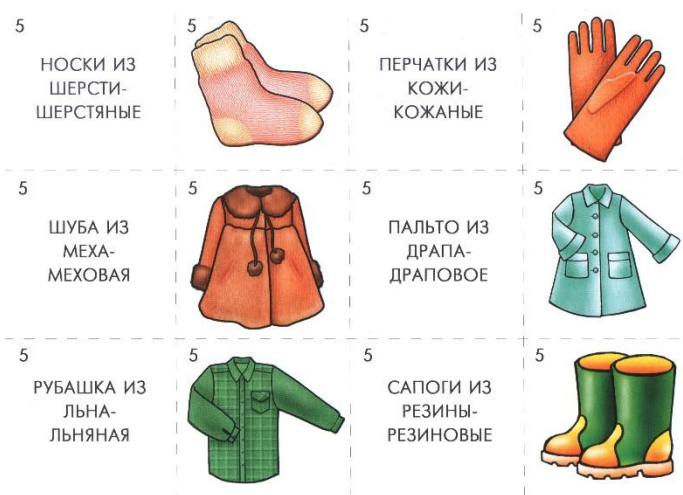 5
5
5
5
НОСКИ ИЗ
ШЕРСТИ-
ШЕРСТЯНЫЕ
ПЕРЧАТКИ ИЗ
КОЖИ-
КОЖАНЫЕ
5
5
5
5
ШУБА ИЗ
МЕХА-
МЕХОВАЯ
ПАЛЬТО ИЗ
ДРАПА-
ДРАПОВОЕ
5
5
5
5
РУБАШКА ИЗ
ЛЬНА-
ЛЬНЯНАЯ
САПОГИ ИЗ
РЕЗИНЫ-
РЕЗИНОВЫЕ